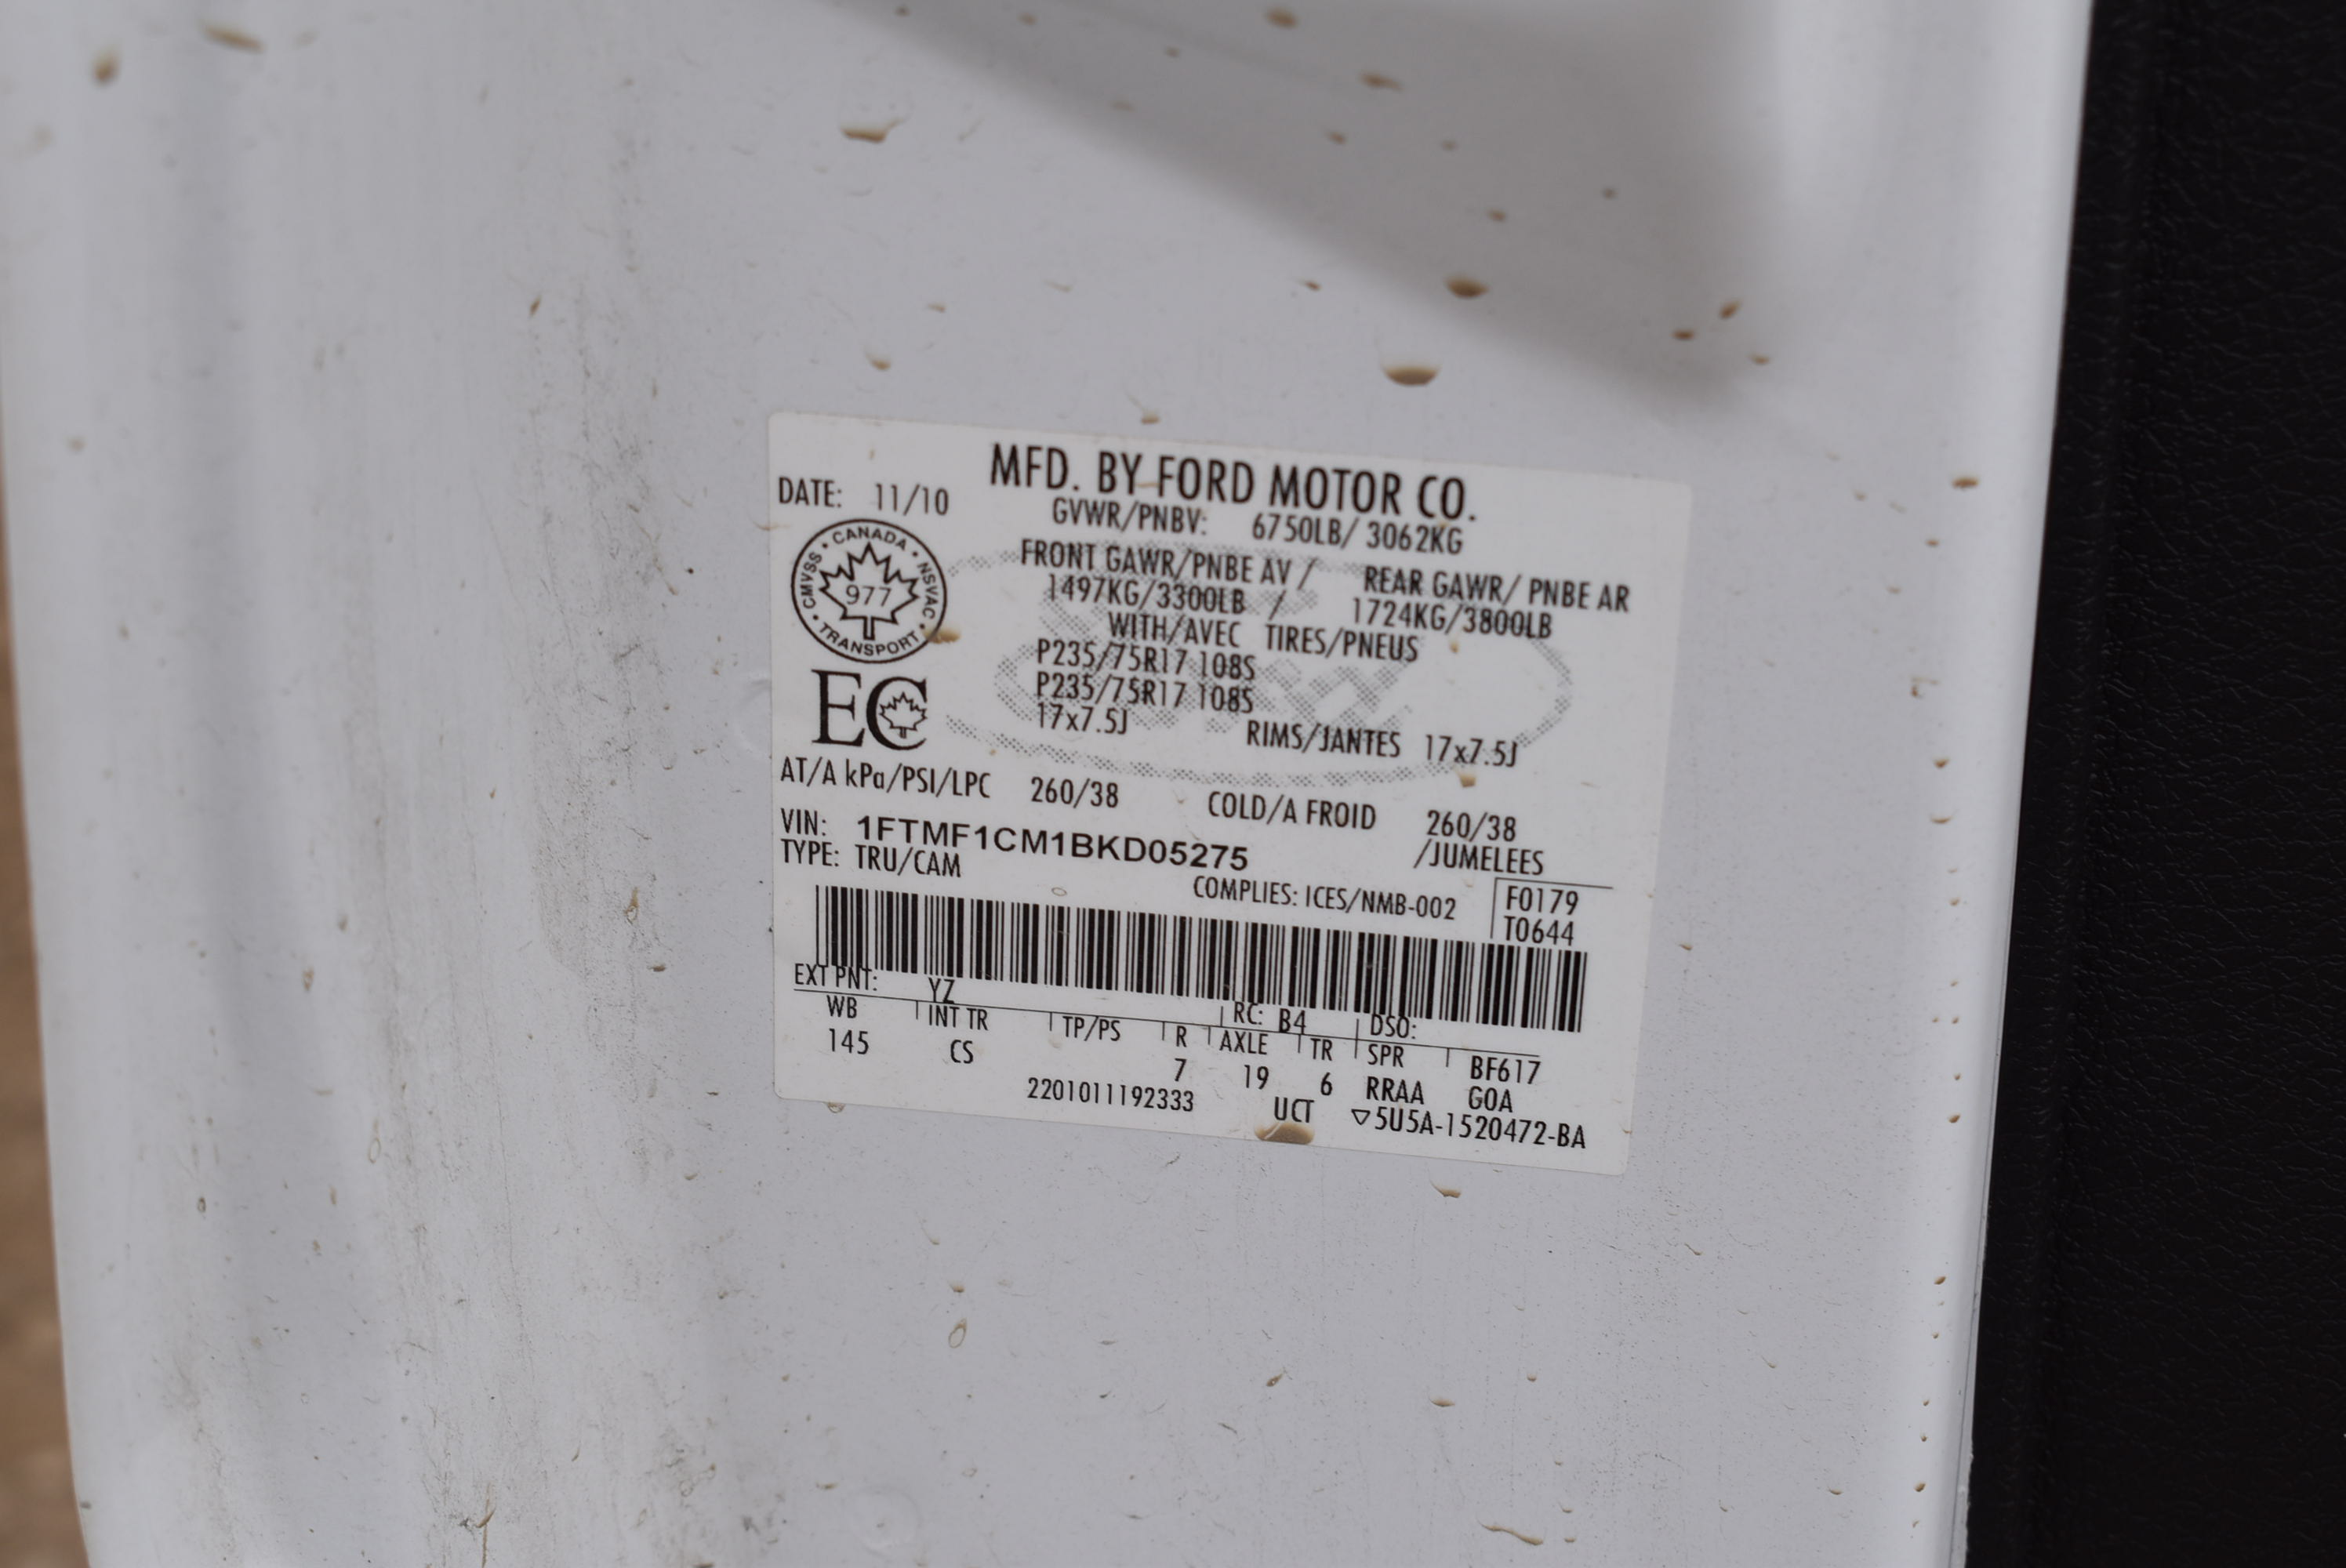 MFD. BY FORD MOTOR CO.
DATE: 11/10
GVWR/PNBV: 6750LB/ 3062KG
CANADA • NSVAC • TRANSPORT • CMVSS •
977
FRONT GAWR/PNBE AV / REAR GAWR/ PNBE AR
1497KG/3300LB / 1724KG/3800LB
WITH/AVEC TIRES/PNEUS
P235/75R17 108S
P235/75R17 108S
EC
17x7.5J RIMS/JANTES 17x7.5J
AT/A kPa/PSI/LPC 260/38 COLD/A FROID 260/38
VIN: 1FTMF1CM1BKD05275 /JUMELEES
TYPE: TRU/CAM
COMPLIES: ICES/NMB-002 F0179
T0644
EXT PNT: YZ RC: B4 DSO:
WB INT TR TP/PS R AXLE TR SPR BF617
145 CS 7 19 6 RRAA GOA
2201011192333 UCT ▽5U5A-1520472-BA